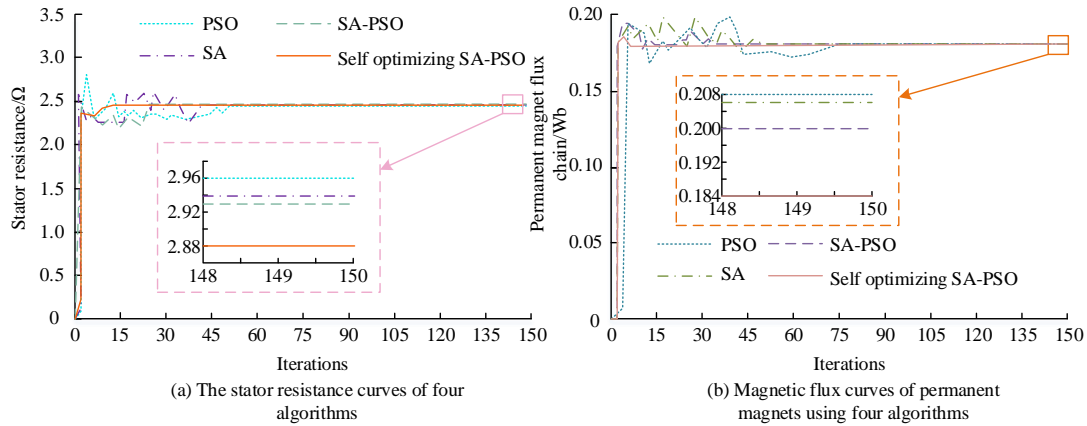 3.5
3.0
2.5
2.0
1.5
1.0
0.5
0
Stator resistance/Ω
PSO
SA-PSO
SA
Self optimizing SA-PSO
2.96
2.93
2.88
148 149 150
0 15 30 45 60 75 90 105 120 135 150
Iterations
(a) The stator resistance curves of four
algorithms
0.20
0.15
0.10
0.05
0
Permanent magnet flux
chain/Wb
0.208
0.200
0.192
0.184
148 149 150
PSO
SA-PSO
SA
Self optimizing SA-PSO
0 15 30 45 60 75 90 105 120 135 150
Iterations
(b) Magnetic flux curves of permanent
magnets using four algorithms